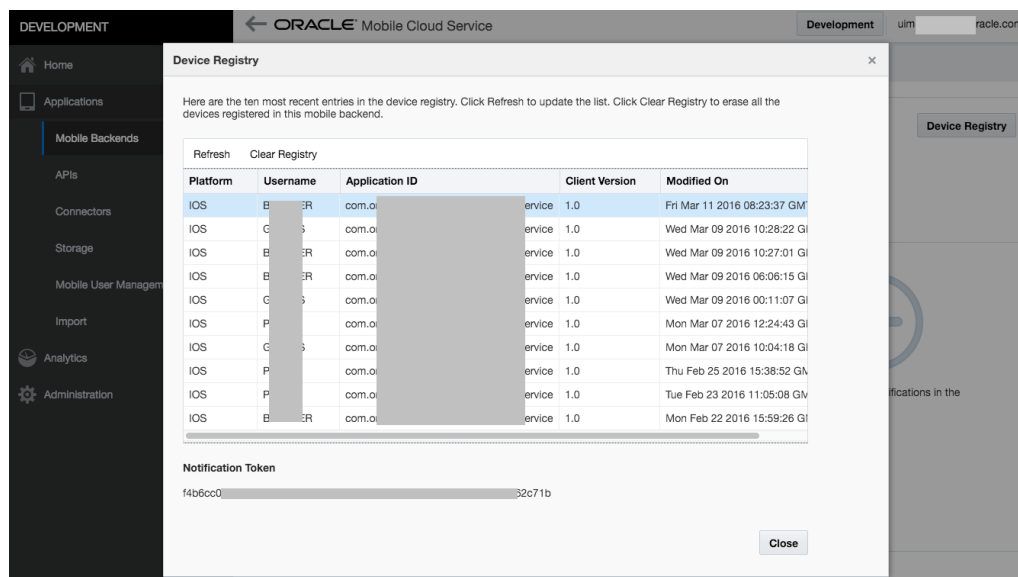 DEVELOPMENT
ORACLE Mobile Cloud Service
Development
Home
Applications
Mobile Backends
APIs
Connectors
Storage
Mobile User Managem
Import
Analytics
Administration
Device Registry
Device Registry
×
Here are the ten most recent entries in the device registry. Click Refresh to update the list. Click Clear Registry to erase all the
devices registered in this mobile backend.
Refresh Clear Registry
Platform Username Application ID Client Version Modified On
IOS 1.0 Fri Mar 11 2016 08:23:37 GMT
IOS 1.0 Wed Mar 09 2016 10:28:22
IOS 1.0 Wed Mar 09 2016 10:27:01
IOS 1.0 Wed Mar 09 2016 06:06:15
IOS 1.0 Wed Mar 09 2016 00:11:07
IOS 1.0 Mon Mar 07 2016 12:24:43
IOS 1.0 Mon Mar 07 2016 10:04:18
IOS 1.0 Thu Feb 25 2016 15:38:52
IOS 1.0 Tue Feb 23 2016 11:05:08
IOS 1.0 Mon Feb 22 2016 15:59:26
Notification Token
Close
in the